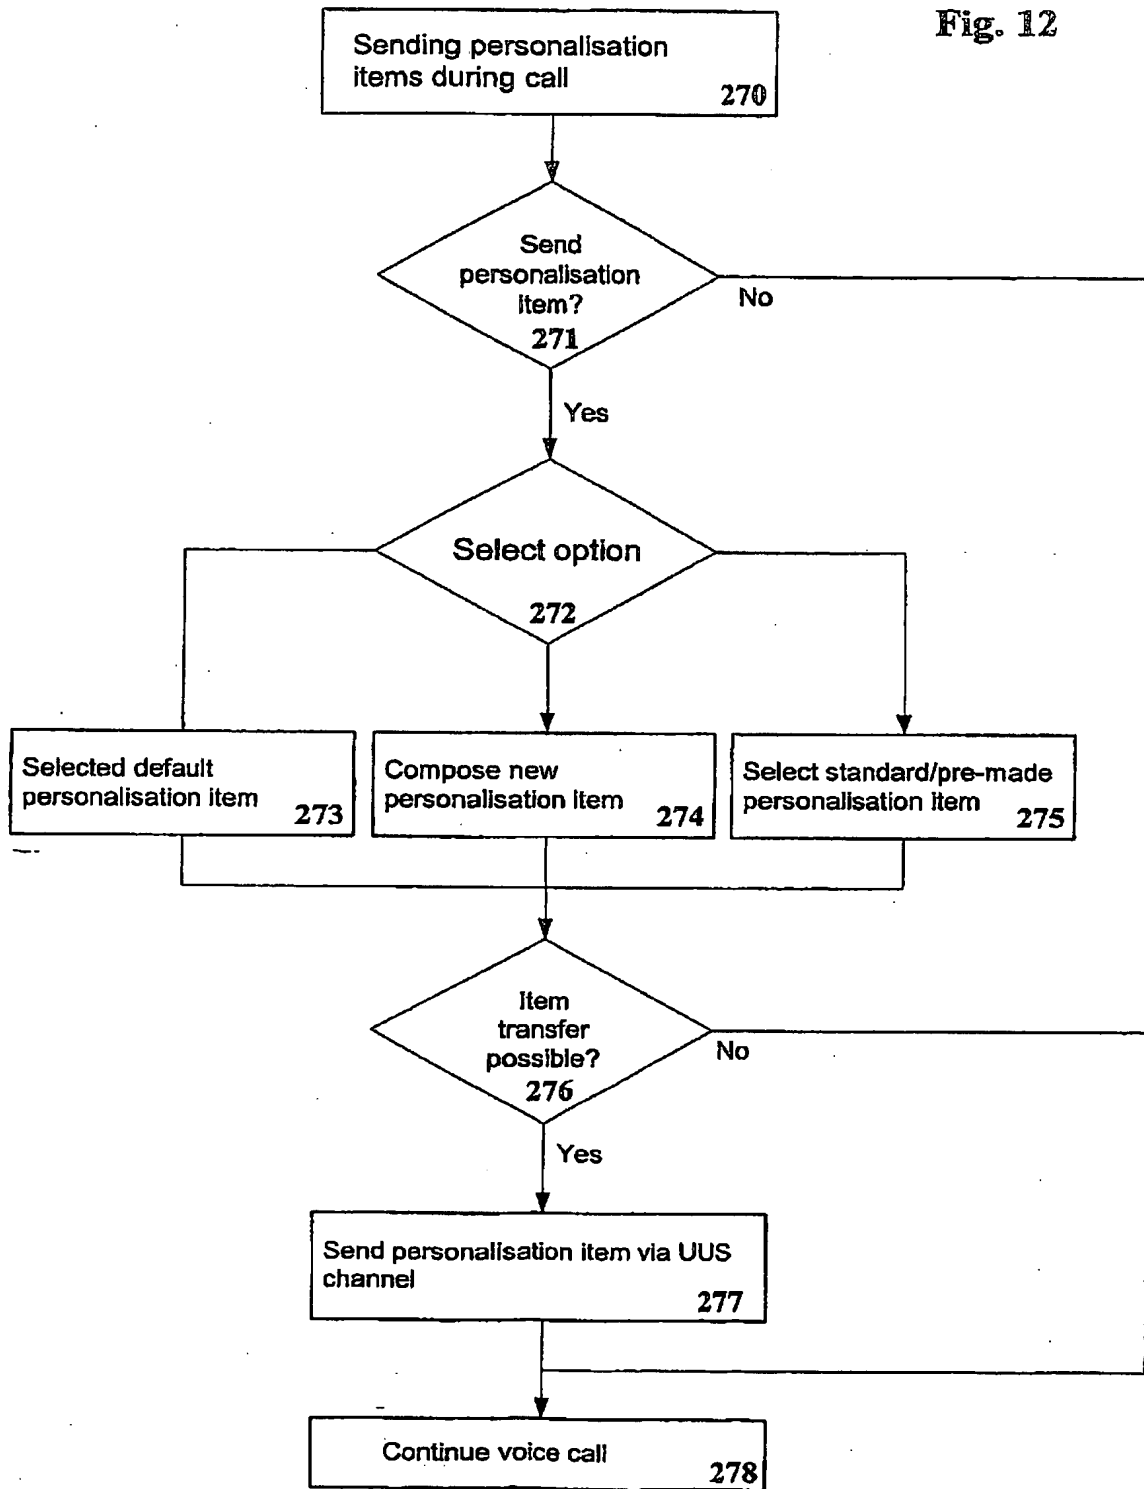 Fig. 12
Sending personalisation
items during call
270
Send
personalisation
item?
271
No
Yes
Select option
272
Selected default
personalisation item
273
Compose new
personalisation item
274
Select standard/pre-made
personalisation item
275
Item
transfer
possible?
276
No
Yes
Send personalisation item via UUS
channel
277
Continue voice call
278